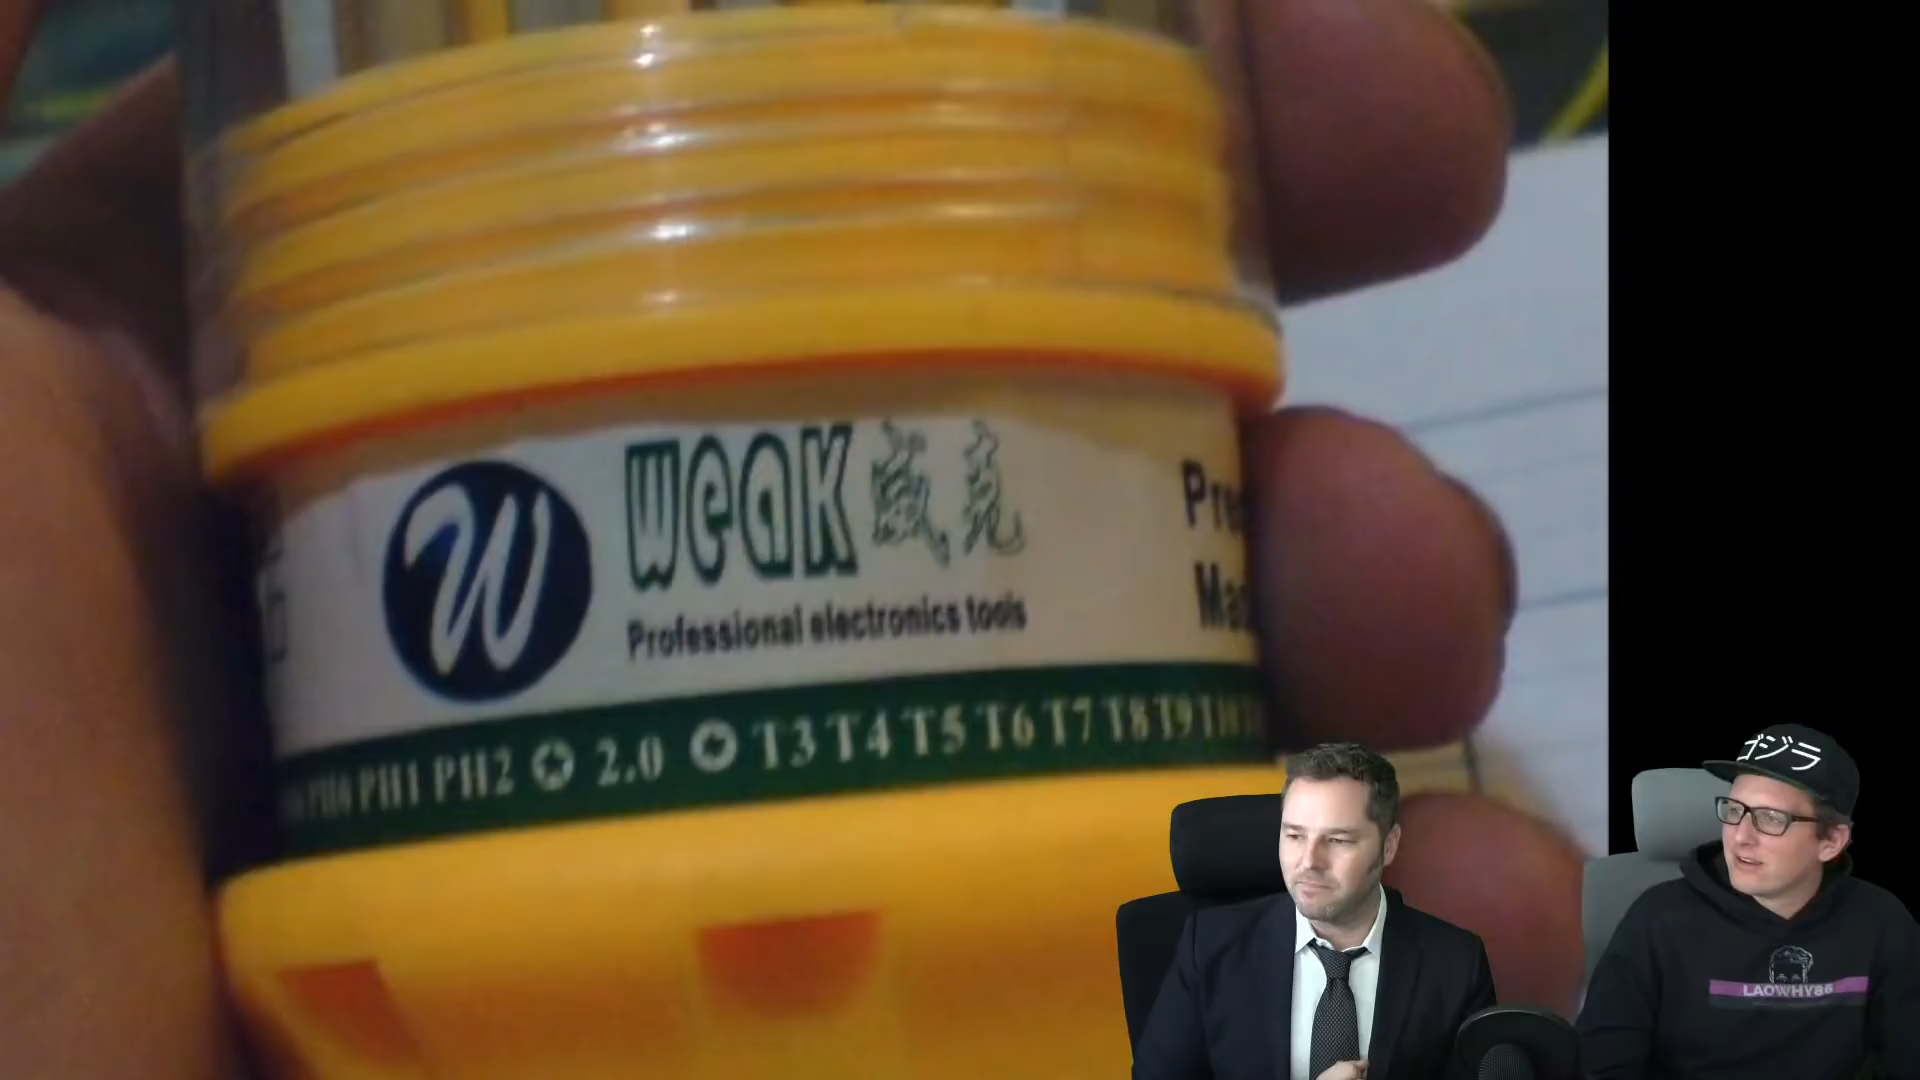 W
weak 威克
Professional electronics tools
PH1 PH2 2.0 T3 T4 T5 T6 T7 T8 T9 T10
ゴジラ
LAOWHY86